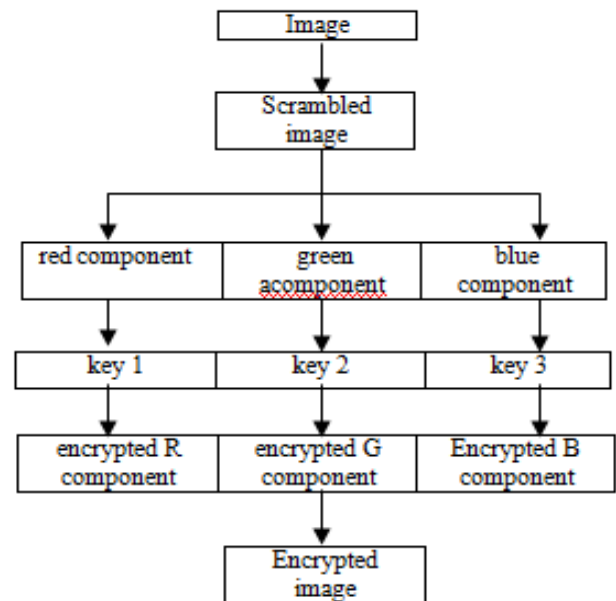 Image
Scrambled
image
red component
green
acomponent
blue
component
key 1
key 2
key 3
encrypted R
component
encrypted G
component
Encrypted B
component
Encrypted
image